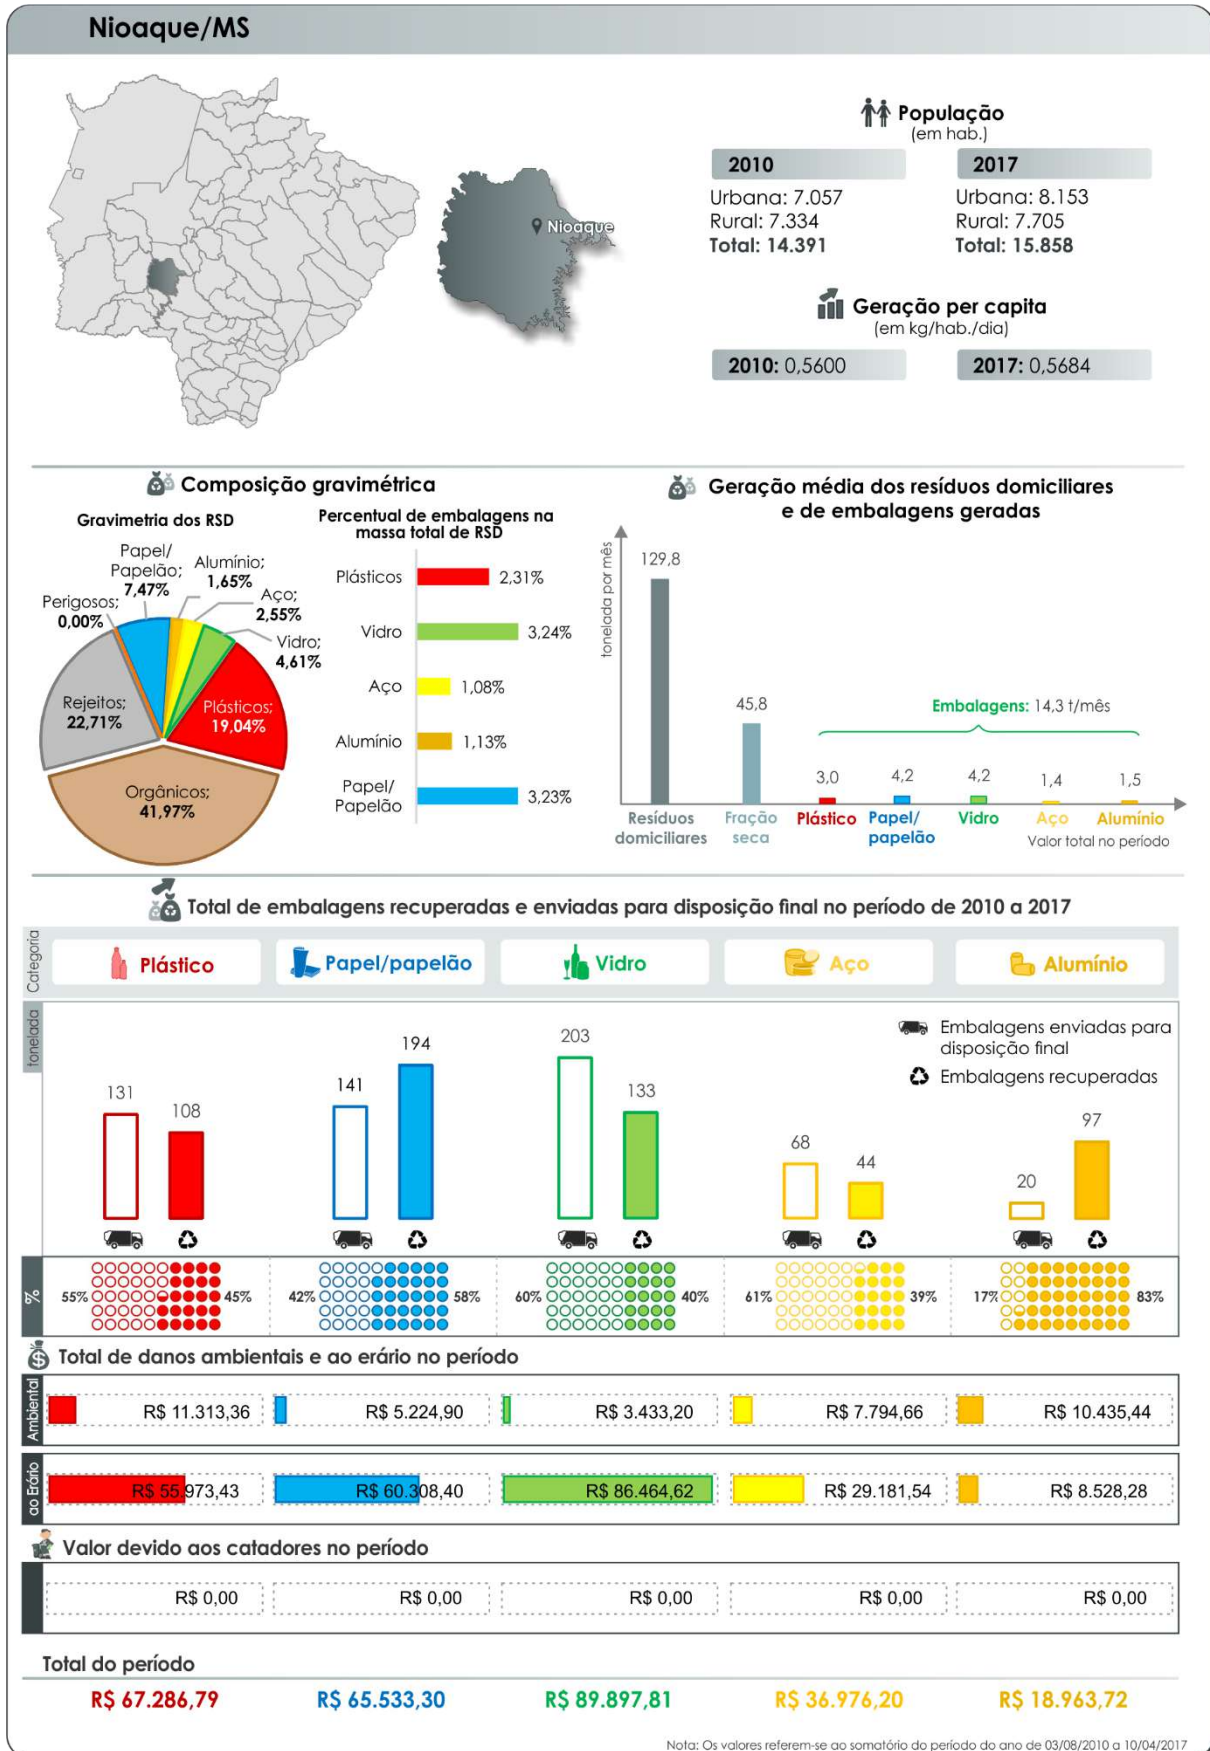 Nioaque/MS
Nioaque
População
(em hab.)
2010
Urbana: 7.057
Rural: 7.334
Total: 14.391
2017
Urbana: 8.153
Rural: 7.705
Total: 15.858
Geração per capita
(em kg/hab./dia)
2010: 0,5600
2017: 0,5684
Composição gravimétrica
Gravimetria dos RSD
Papel/
Papelão;
7,47%
Alumínio;
1,65%
Aço;
2,55%
Vidro;
4,61%
Perigosos;
0,00%
Rejeitos;
22,71%
Plásticos;
19,04%
Orgânicos;
41,97%
Percentual de embalagens na
massa total de RSD
Plásticos
2,31%
Vidro
3,24%
Aço
1,08%
Alumínio
1,13%
Papel/
Papelão
3,23%
Geração média dos resíduos domiciliares
e de embalagens geradas
tonelada por mês
129,8
45,8
Embalagens: 14,3 t/mês
3,0
4,2
4,2
1,4
1,5
Resíduos
domiciliares
Fração
seca
Plástico
Papel/
papelão
Vidro
Aço
Alumínio
Valor total no período
Total de embalagens recuperadas e enviadas para disposição final no período de 2010 a 2017
Categoria
Plástico
Papel/papelão
Vidro
Aço
Alumínio
tonelada
131
108
141
194
203
133
68
44
20
97
Embalagens enviadas para
disposição final
Embalagens recuperadas
%
55%
45%
42%
58%
60%
40%
61%
39%
17%
83%
Total de danos ambientais e ao erário no período
Ambiental
R$ 11.313,36
R$ 5.224,90
R$ 3.433,20
R$ 7.794,66
R$ 10.435,44
ao Erário
R$ 55.973,43
R$ 60.308,40
R$ 86.464,62
R$ 29.181,54
R$ 8.528,28
Valor devido aos catadores no período
R$ 0,00
R$ 0,00
R$ 0,00
R$ 0,00
R$ 0,00
Total do período
R$ 67.286,79
R$ 65.533,30
R$ 89.897,81
R$ 36.976,20
R$ 18.963,72
Nota: Os valores referem-se ao somatório do período do ano de 03/08/2010 a 10/04/2017